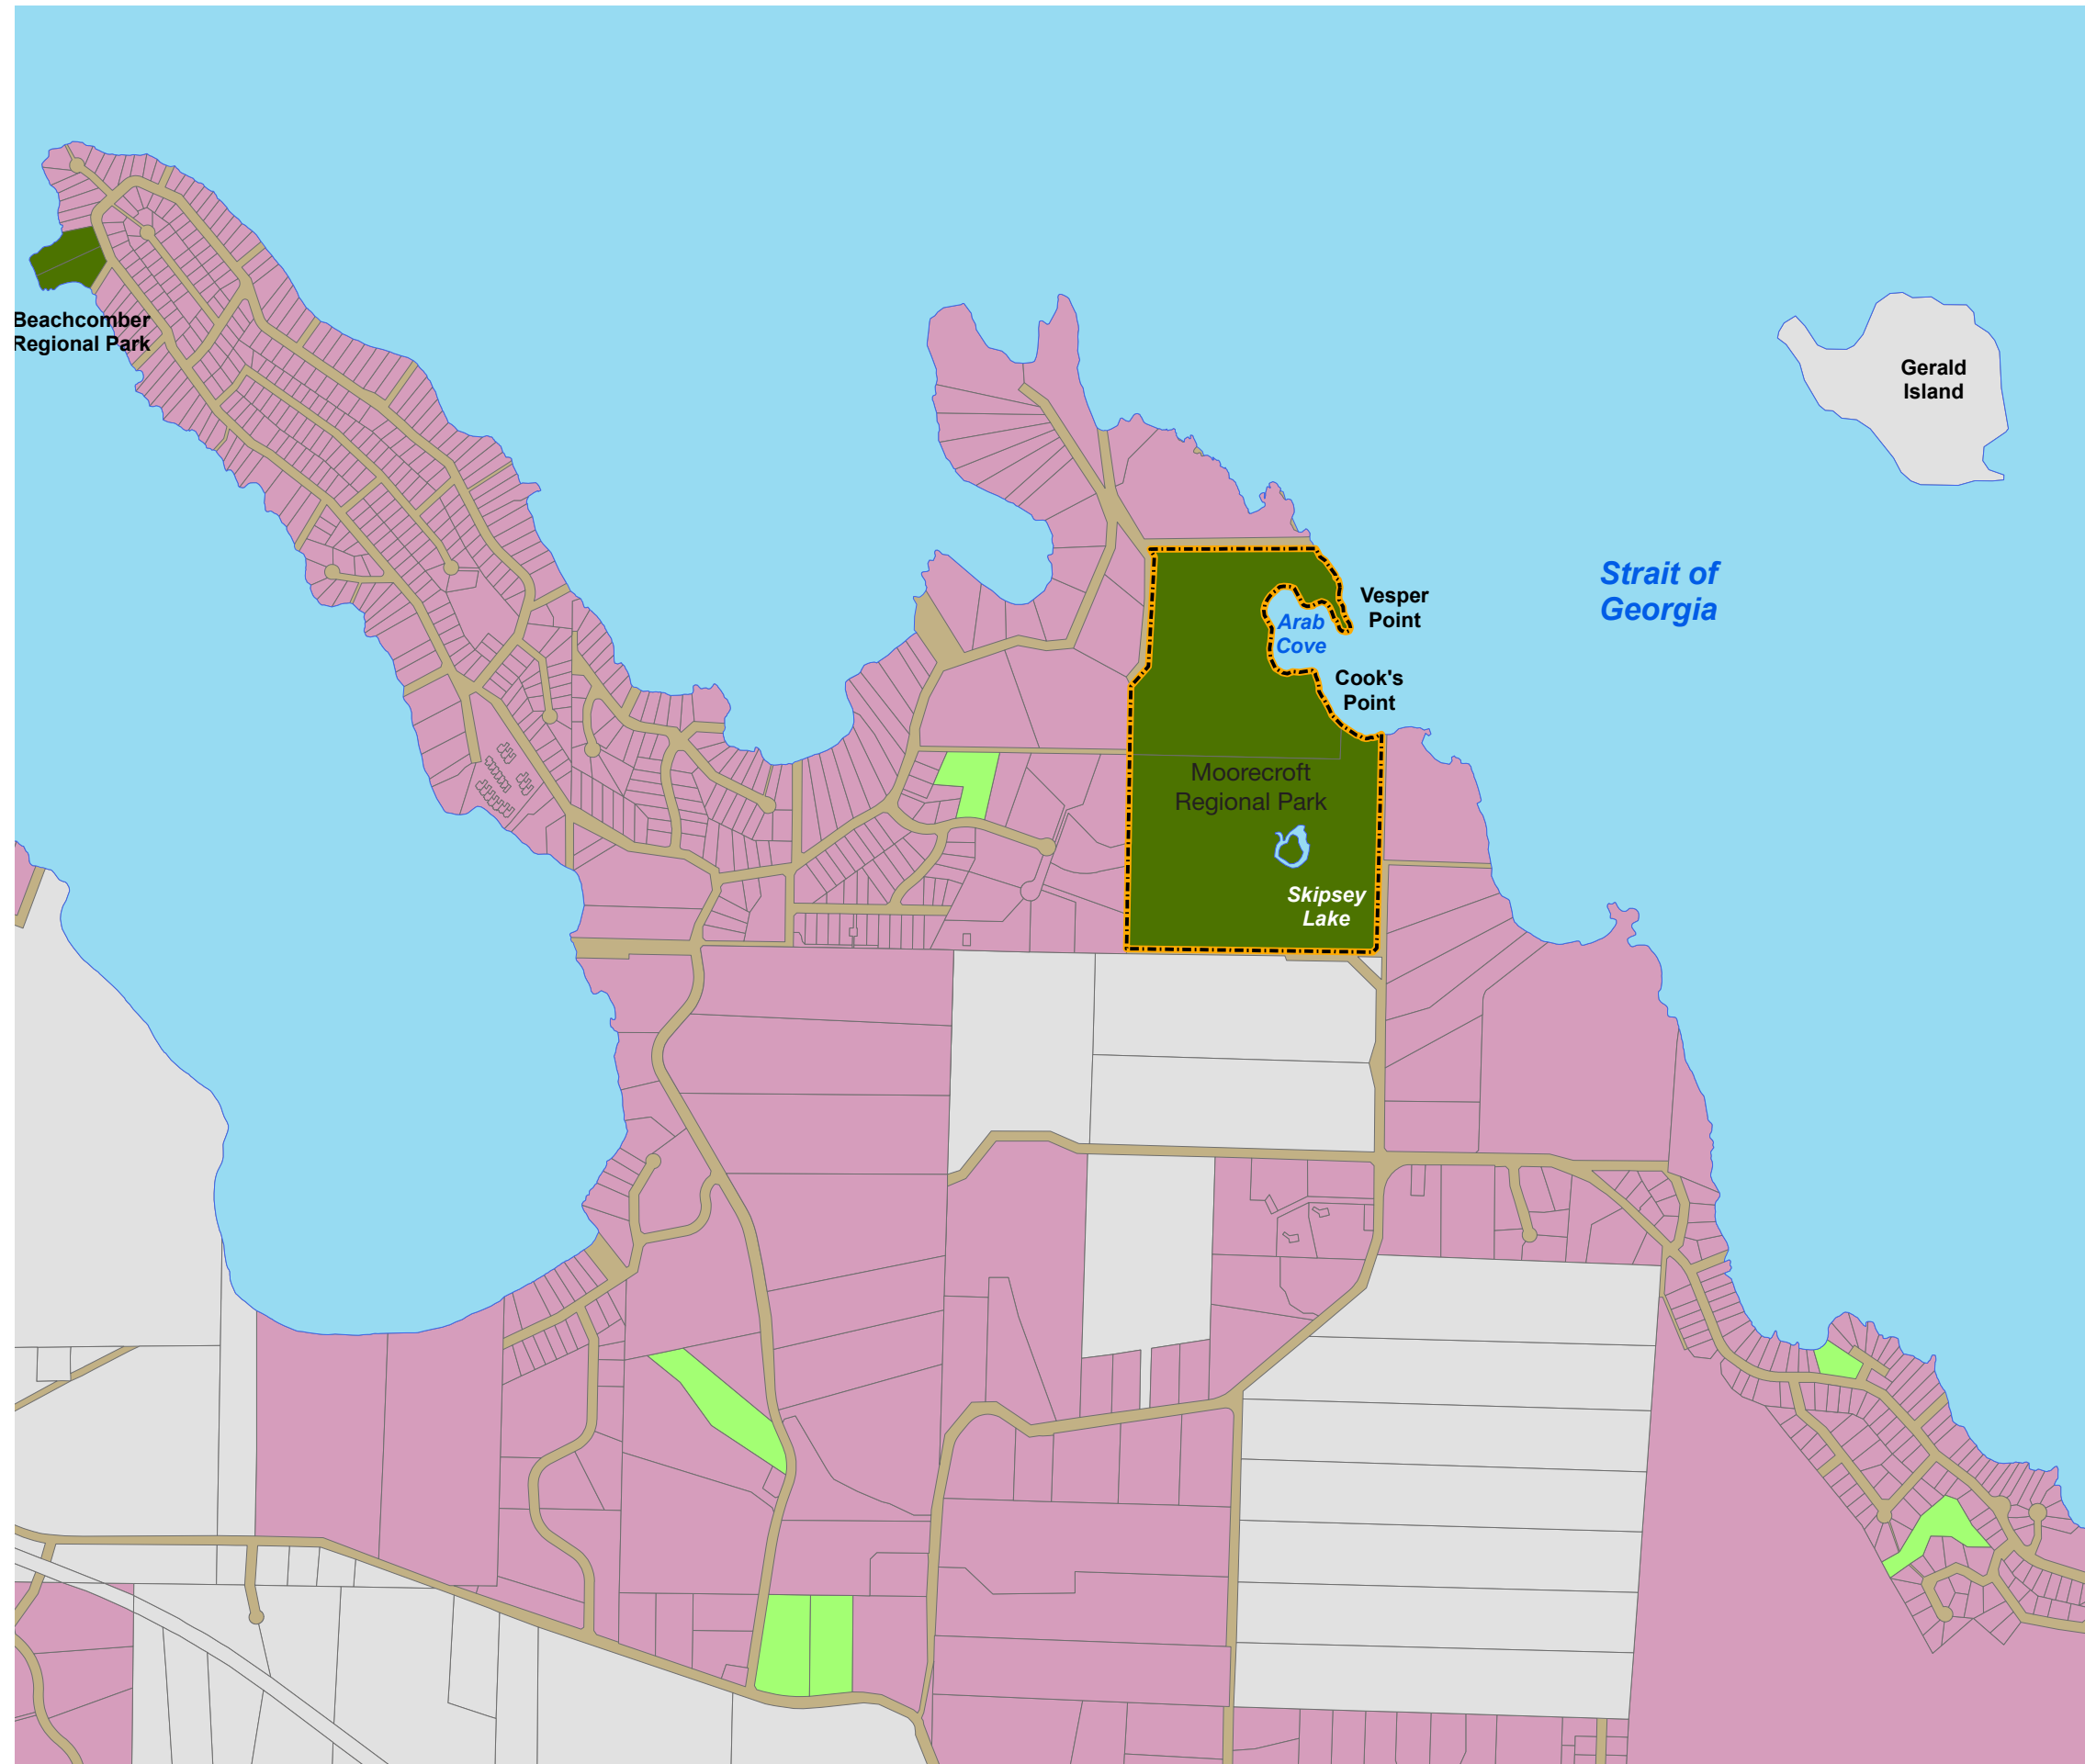 Beachcomber
Regional Park
Gerald
Island
Strait of
Georgia
Vesper
Point
Arab
Cove
Cook's
Point
Moorecroft
Regional Park
Skipsey
Lake